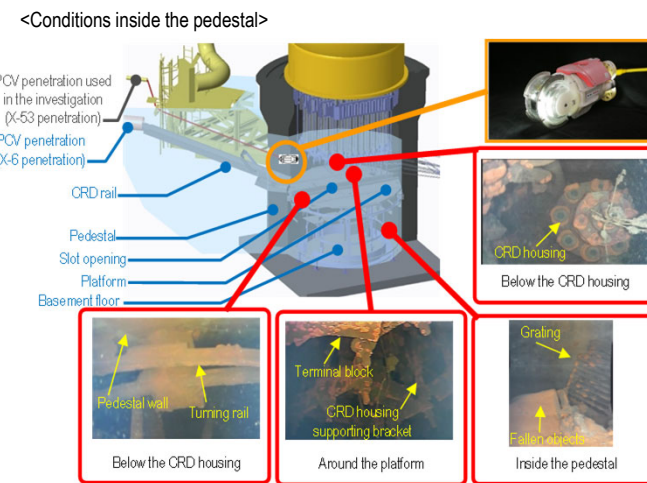 <Conditions inside the pedestal>
PCV penetration used
in the investigation
(X-53 penetration)
PCV penetration
(X-6 penetration)
CRD rail
Pedestal
Slot opening
Platform
Basement floor
CRD housing
Below the CRD housing
Pedestal wall
Turning rail
Below the CRD housing
Terminal block
CRD housing
supporting bracket
Around the platform
Grating
Fallen objects
Inside the pedestal